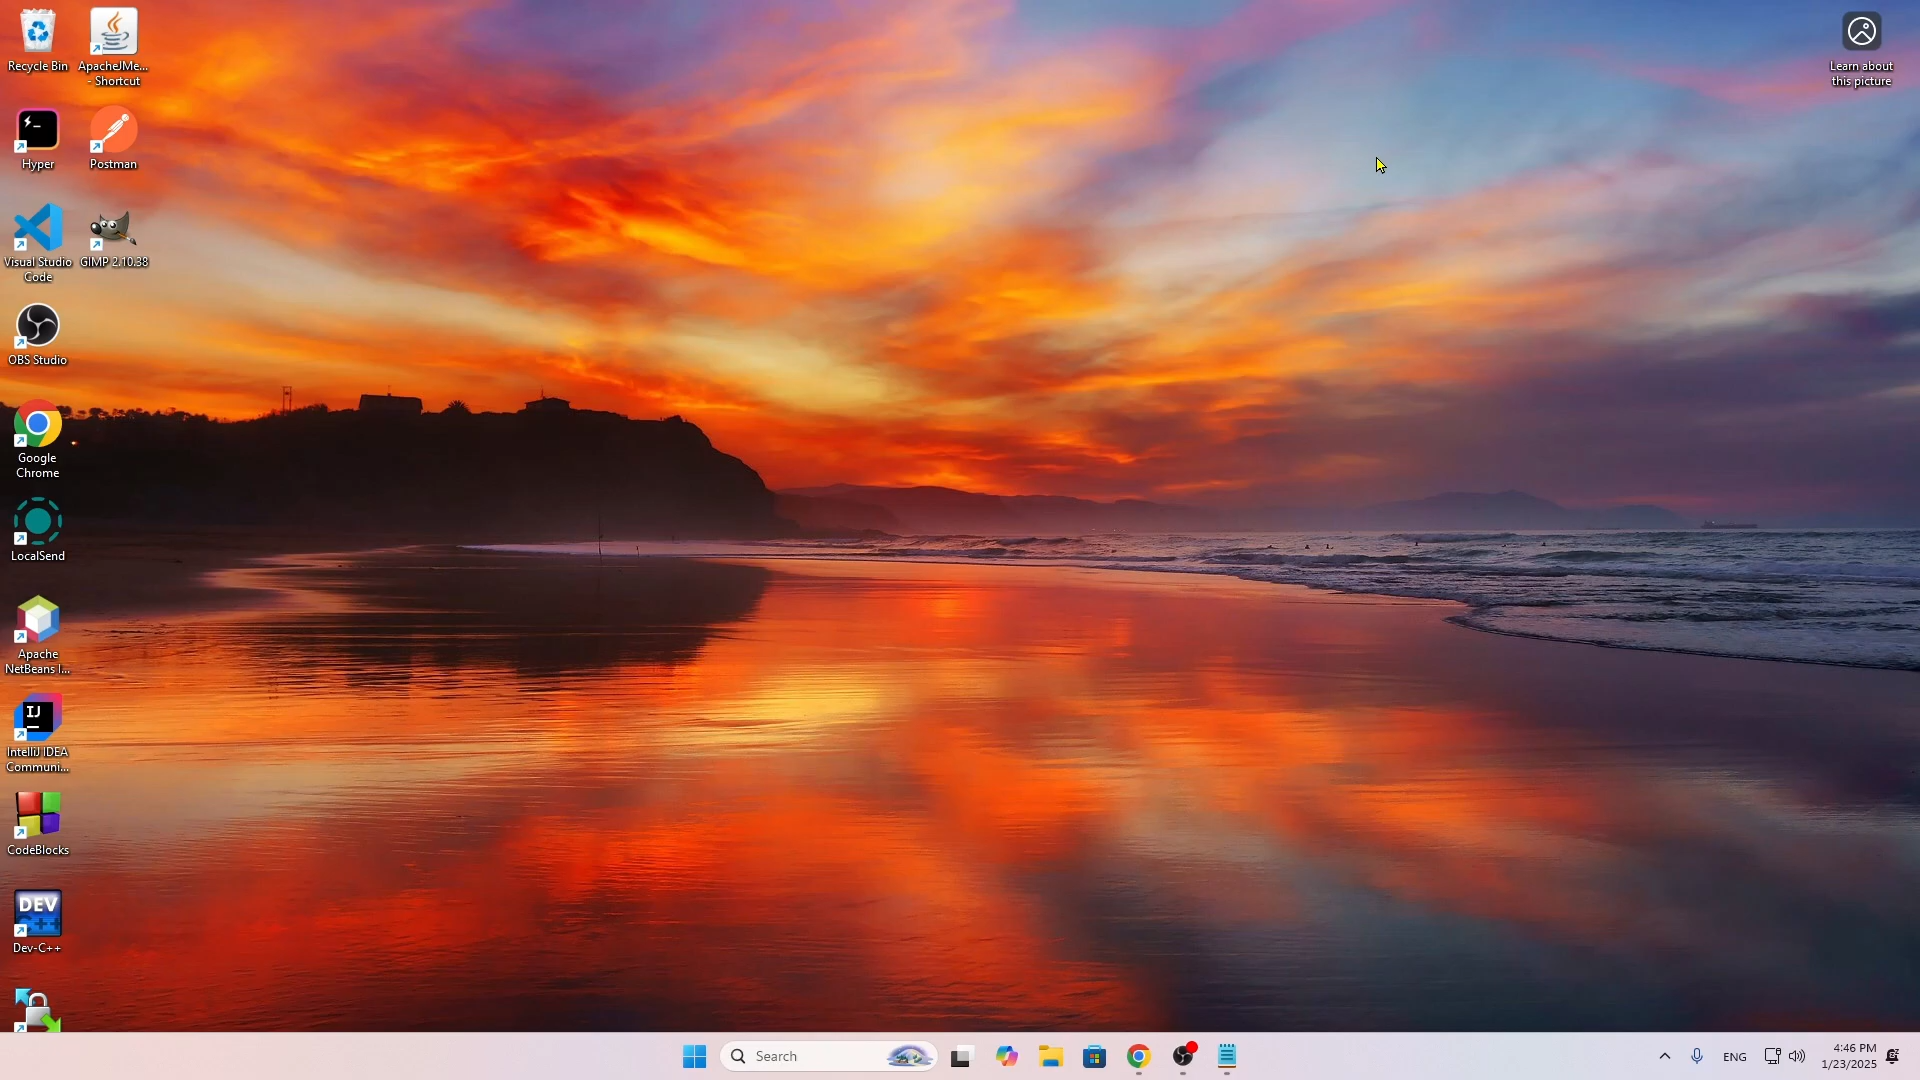 Recycle Bin
ApacheJMe...
- Shortcut
Learn about
this picture
Hyper
Postman
Visual Studio
Code
GIMP 2.10.38
OBS Studio
Google
Chrome
LocalSend
Apache
NetBeans I...
IJ
IntelliJ IDEA
Communi...
CodeBlocks
DEV
C++
Dev-C++
Search
ENG
4:46 PM
1/23/2025